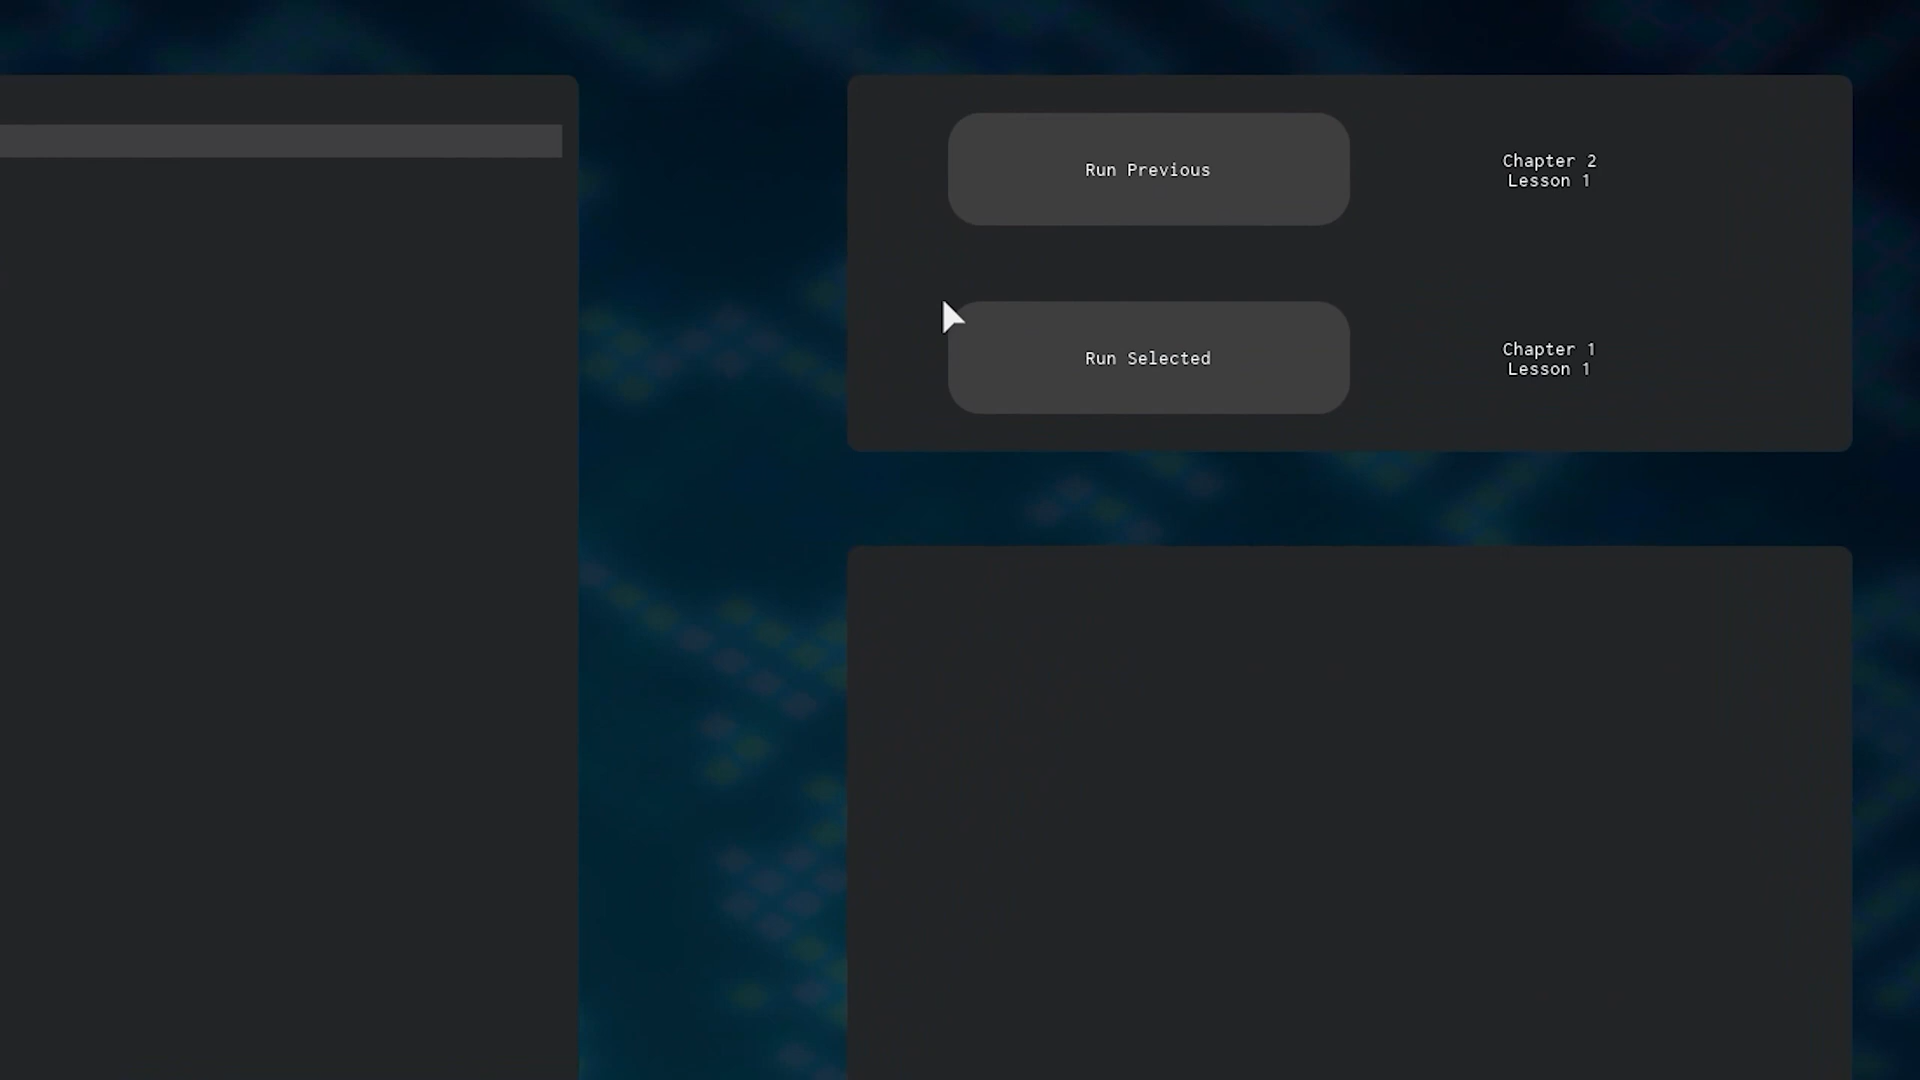 Run Previous
Chapter 2
Lesson 1
Run Selected
Chapter 1
Lesson 1